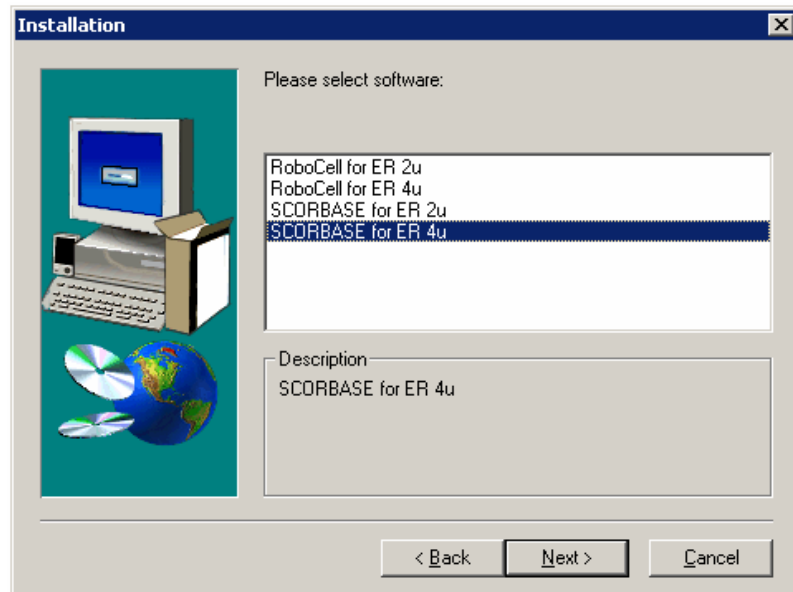 Installation
Please select software:
RoboCell for ER 2u
RoboCell for ER 4u
SCORBASE for ER 2u
SCORBASE for ER 4u
Description
SCORBASE for ER 4u
< Back
Next >
Cancel